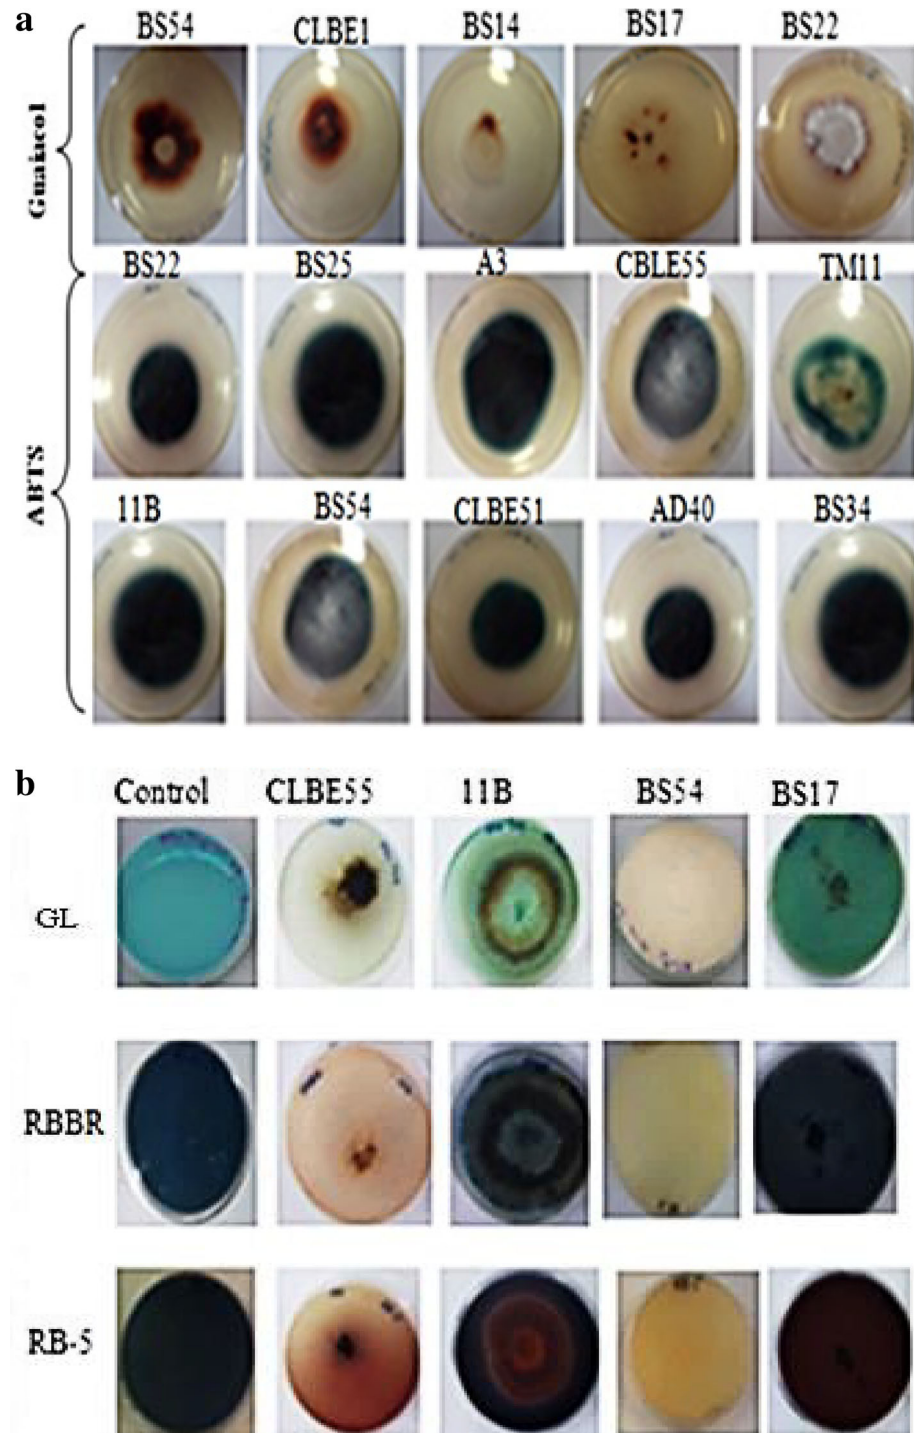 a
BS54 CLBE1 BS14 BS17 BS22
Guaiacol
BS22 BS25 A3 CBLE55 TM11
ABTS
11B BS54 CLBE51 AD40 BS34
b
Control CLBE55 11B BS54 BS17
GL
RBBR
RB-5